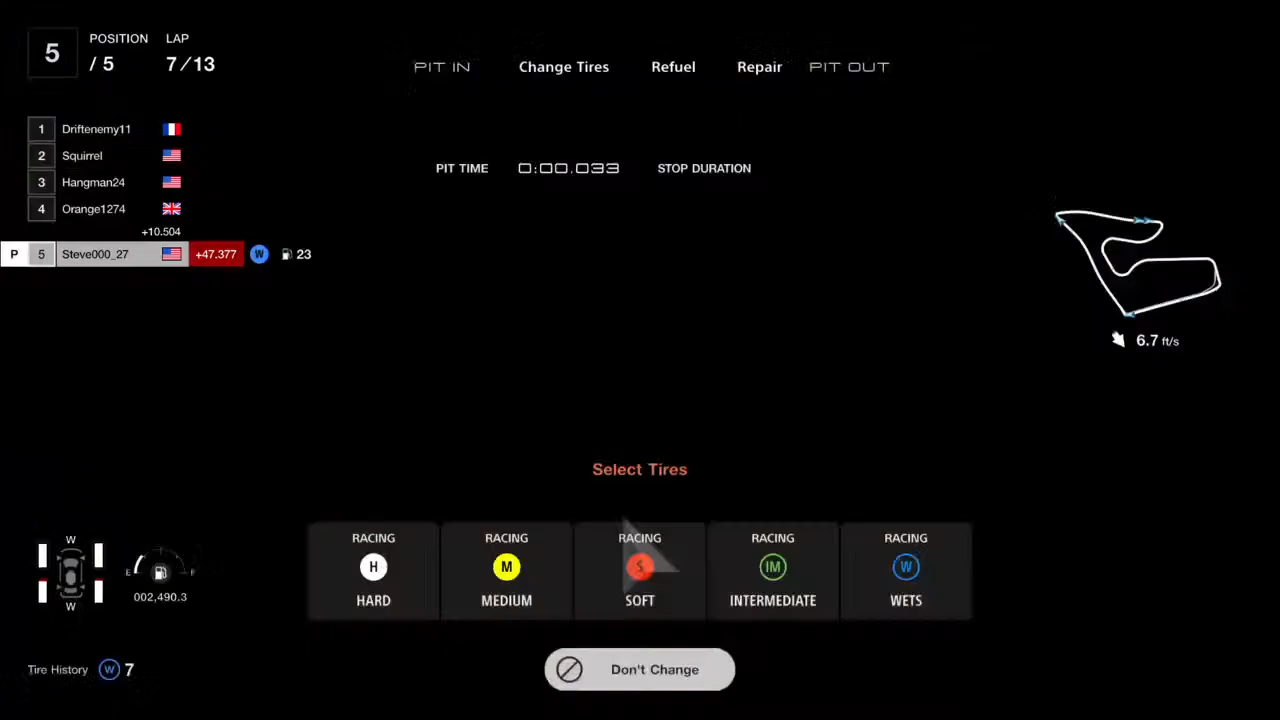 5
POSITION LAP
/ 5 7/13
PIT IN Change Tires Refuel Repair PIT OUT
1 Driftenemy11
2 Squirrel
3 Hangman24
4 Orange1274
+10.504
P 5 Steve000_27 +47.377 W 23
PIT TIME 0:00.033 STOP DURATION
6.7 ft/s
Select Tires
RACING RACING RACING RACING RACING
H M S IM W
HARD MEDIUM SOFT INTERMEDIATE WETS
W
E F
002,490.3
W
Tire History W 7
Don't Change